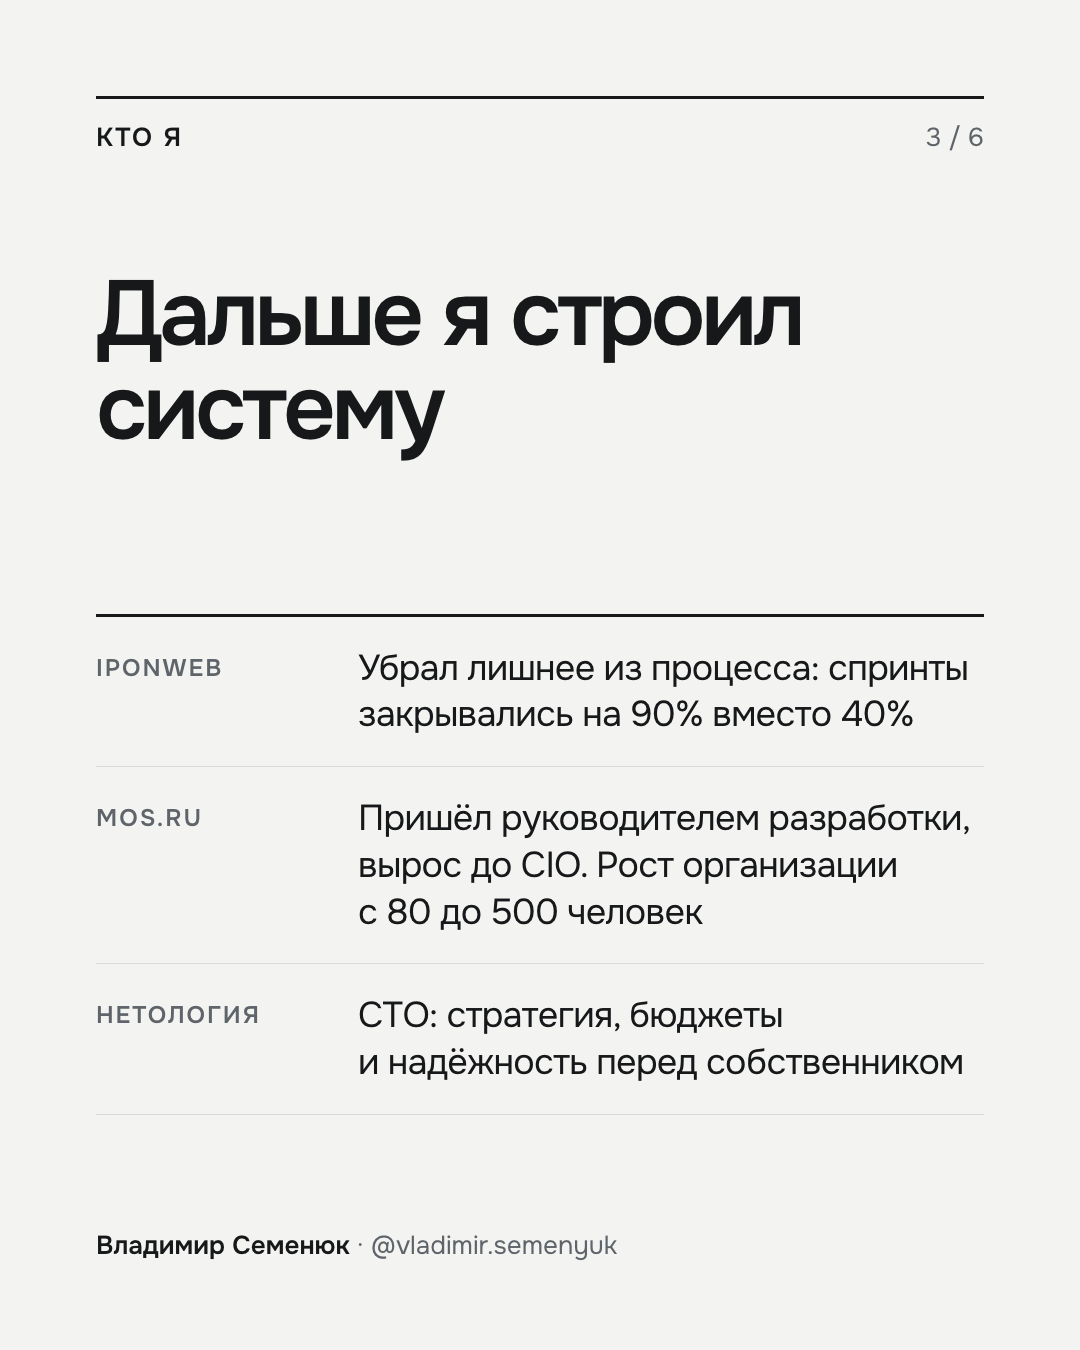 КТО Я
3 / 6
Дальше я строил
систему
IPONWEB
Убрал лишнее из процесса: спринты
закрывались на 90% вместо 40%
MOS.RU
Пришёл руководителем разработки,
вырос до CIO. Рост организации
с 80 до 500 человек
НЕТОЛОГИЯ
CTO: стратегия, бюджеты
и надёжность перед собственником
Владимир Семенюк · @vladimir.semenyuk